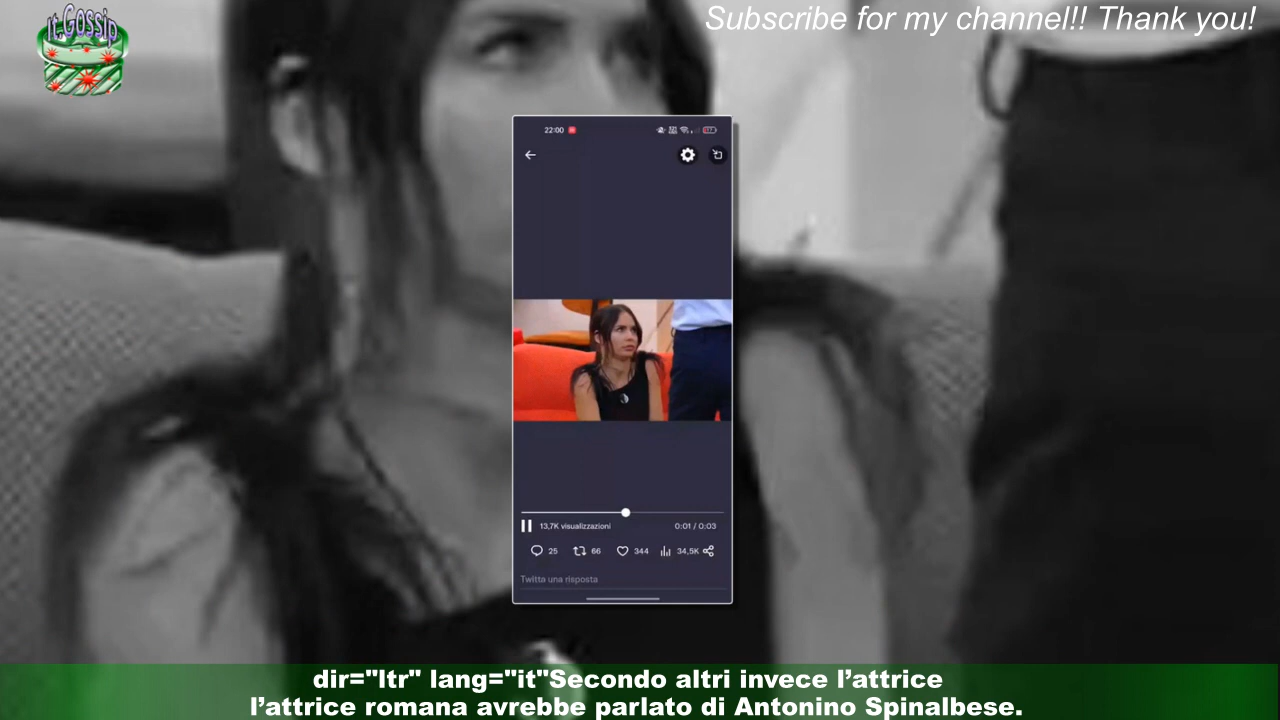 it.Gossip
Subscribe for my channel!! Thank you!
22:00
13,7K visualizzazioni
0:01 / 0:03
25 66 344 34,5K
Twitta una risposta
dir="ltr" lang="it"Secondo altri invece l’attrice
l’attrice romana avrebbe parlato di Antonino Spinalbese.